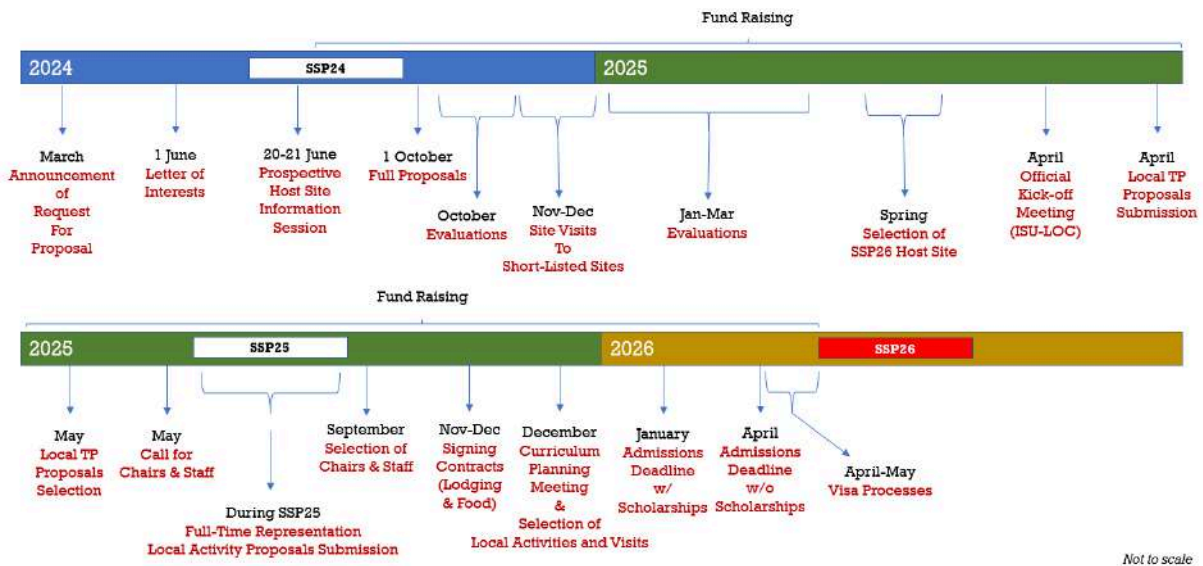 Fund Raising
2024
SSP24
2025
March
Announcement
of
Request
For
Proposal
1 June
Letter of
Interests
20-21 June
Prospective
Host Site
Information
Session
1 October
Full Proposals
October
Evaluations
Nov-Dec
Site Visits
To
Short-Listed Sites
Jan-Mar
Evaluations
Spring
Selection of
SSP26 Host Site
April
Official
Kick-off
Meeting
(ISU-LOC)
April
Local TP
Proposals
Submission
Fund Raising
2025
SSP25
2026
SSP26
May
Local TP
Proposals
Selection
May
Call for
Chairs & Staff
During SSP25
Full-Time Representation
Local Activity Proposals Submission
September
Selection of
Chairs & Staff
Nov-Dec
Signing
Contracts
(Lodging
& Food)
December
Curriculum
Planning
Meeting
&
Selection of
Local Activities and Visits
January
Admissions
Deadline
w/
Scholarships
April
Admissions
Deadline
w/o
Scholarships
April-May
Visa Processes
Not to scale